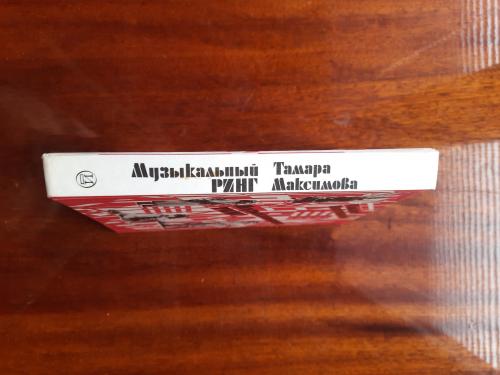 Музыкальный
РИНГ
Тамара
Максимова